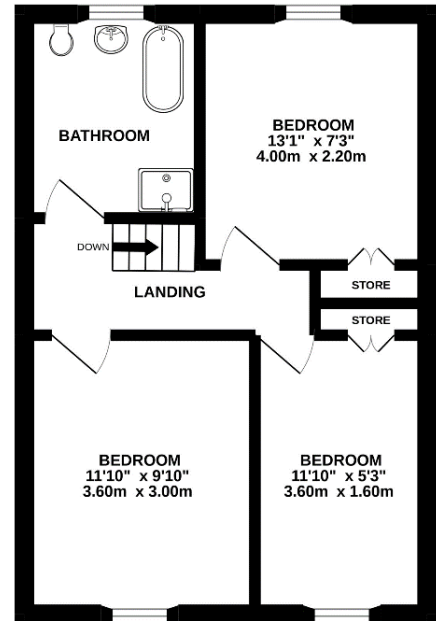 BATHROOM
BEDROOM
13'1" x 7'3"
4.00m x 2.20m
DOWN
LANDING
STORE
STORE
BEDROOM
11'10" x 9'10"
3.60m x 3.00m
BEDROOM
11'10" x 5'3"
3.60m x 1.60m